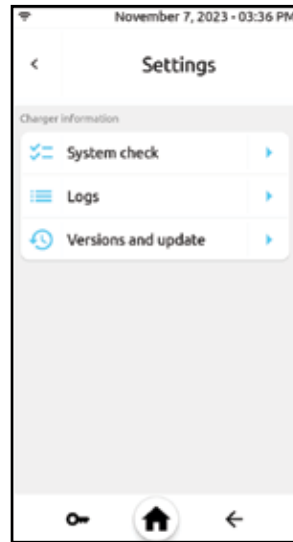 November 7, 2023 - 03:36 PM
Settings
Charger information
System check
Logs
Versions and update